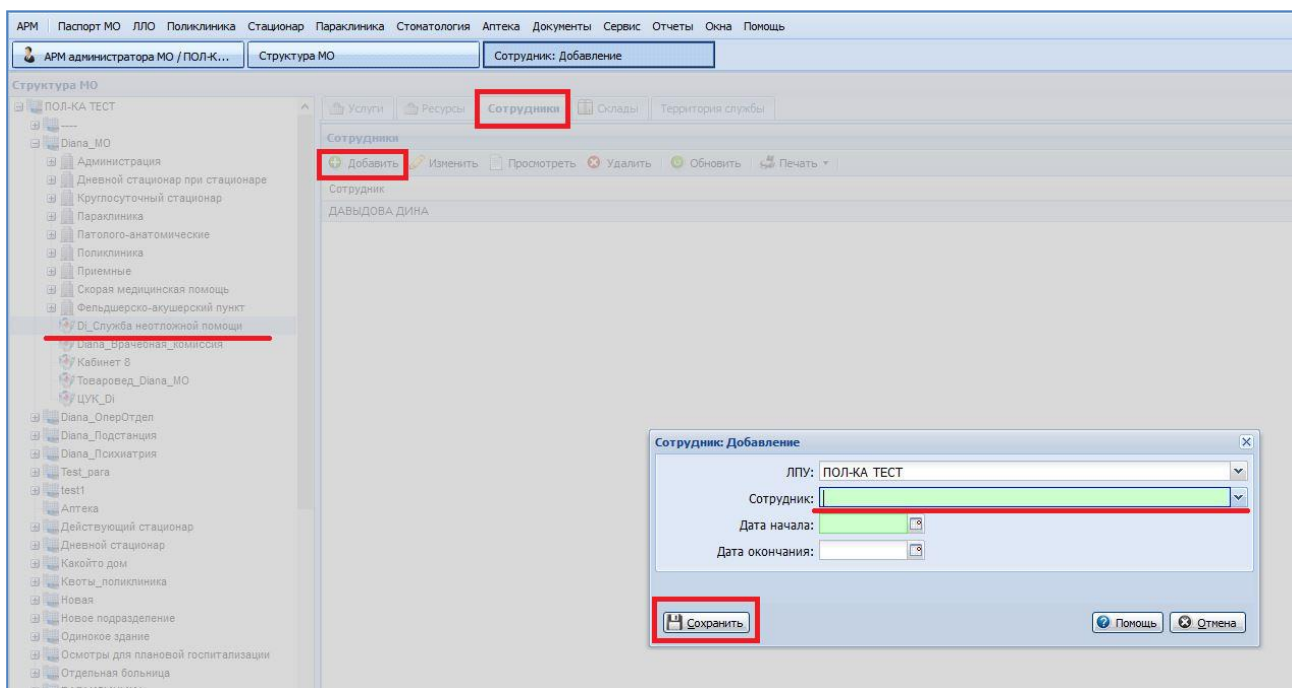 АРМ Паспорт МО ЛЛО Поликлиника Стационар Параклиника Стоматология Аптека Документы Сервис Отчеты Окна Помощь
АРМ администратора МО / ПОЛ-К... Структура МО Сотрудник: Добавление
Структура МО
ПОЛ-КА ТЕСТ
----
Diana_МО
Администрация
Дневной стационар при стационаре
Круглосуточный стационар
Параклиника
Патолого-анатомические
Поликлиника
Приемные
Скорая медицинская помощь
Фельдшерско-акушерский пункт
Di_Служба неотложной помощи
Diana_Врачебная_комиссия
Кабинет 8
Товаровед_Diana_МО
ЦУК_Di
Diana_ОперОтдел
Diana_Подстанция
Diana_Психиатрия
Test_para
test1
Аптека
Действующий стационар
Дневной стационар
Какойто дом
Квоты_поликлиника
Новая
Новое подразделение
Одинокое здание
Осмотры для плановой госпитализации
Отдельная больница
Услуги Ресурсы Сотрудники Склады Территория службы
Сотрудники
Добавить Изменить Просмотреть Удалить Обновить Печать
Сотрудник
ДАВЫДОВА ДИНА
Сотрудник: Добавление
ЛПУ: ПОЛ-КА ТЕСТ
Сотрудник:
Дата начала:
Дата окончания:
Сохранить Помощь Отмена